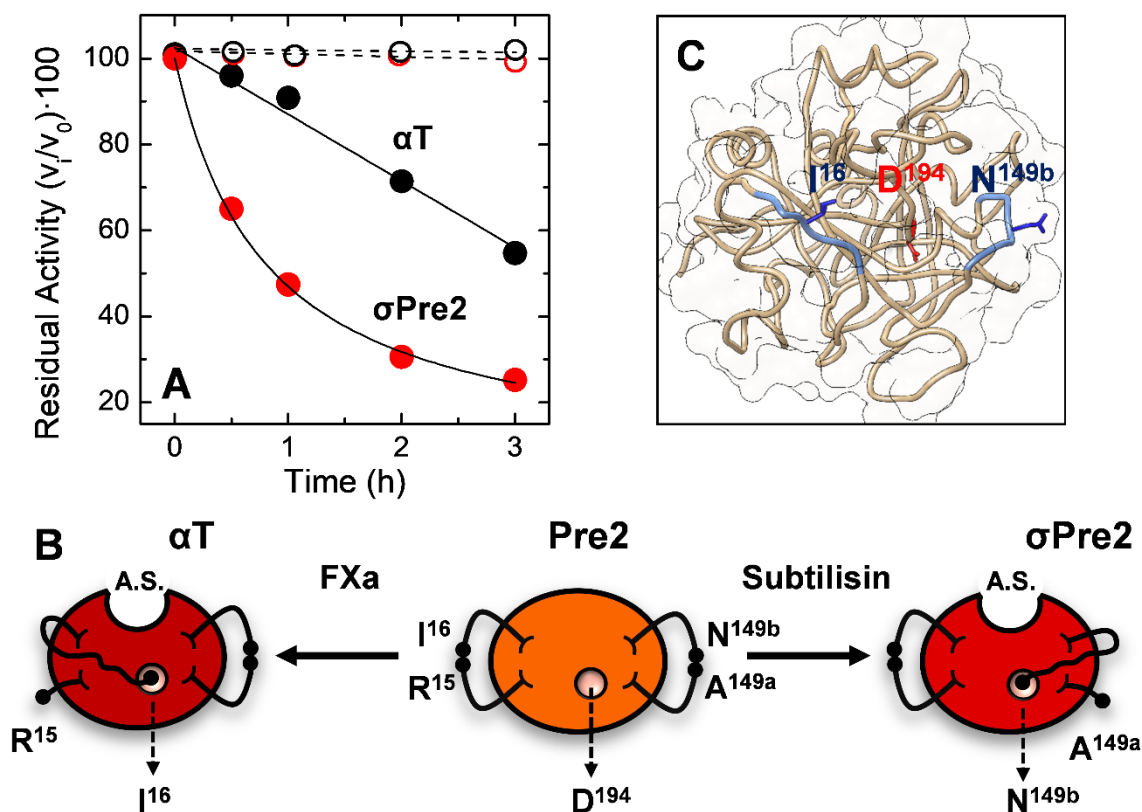 A
Residual Activity (vᵢ/v₀)·100
100
80
60
40
20
0 1 2 3
Time (h)
αT
σPre2
C
I¹⁶ D¹⁹⁴ N¹⁴⁹ᵇ
B
αT Pre2 σPre2
A.S. FXa Subtilisin A.S.
I¹⁶ N¹⁴⁹ᵇ
R¹⁵ A¹⁴⁹ᵃ
R¹⁵ A¹⁴⁹ᵃ
I¹⁶ D¹⁹⁴ N¹⁴⁹ᵇ